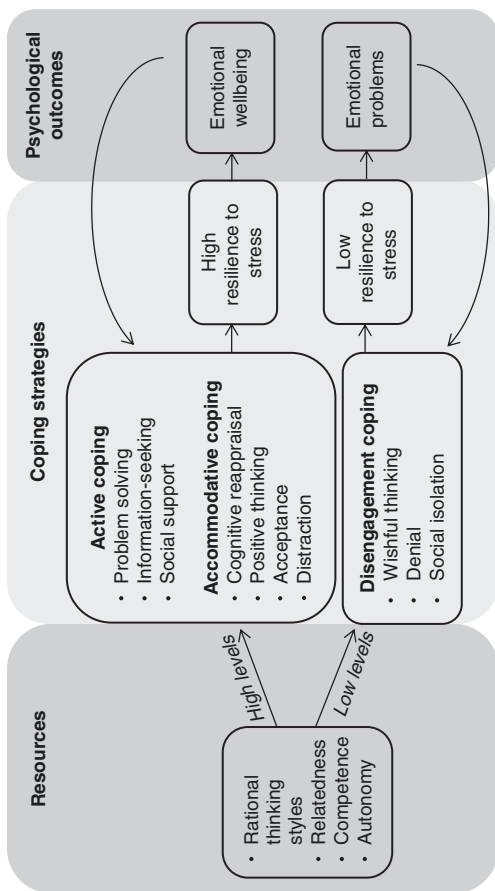 Resources
• Rational
thinking
styles
• Relatedness
• Competence
• Autonomy
High levels
Low levels
Coping strategies
Active coping
• Problem solving
• Information-seeking
• Social support
Accommodative coping
• Cognitive reappraisal
• Positive thinking
• Acceptance
• Distraction
Disengagement coping
• Wishful thinking
• Denial
• Social isolation
High
resilience to
stress
Low
resilience to
stress
Psychological
outcomes
Emotional
wellbeing
Emotional
problems